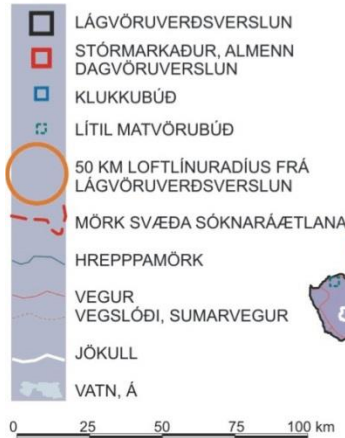 LÁGVÖRUVERÐSVERSLUN
STÓRMARKAÐUR, ALMENN
DAGVÖRUVERSLUN
KLUKKUBÚÐ
LÍTIL MATVÖRUBÚÐ
50 KM LOFTLÍNURADÍUS FRÁ
LÁGVÖRUVERÐSVERSLUN
MÖRK SVÆÐA SÓKNARÁÆTLANA
HREPPPAMÖRK
VEGUR
VEGSLÓÐI, SUMARVEGUR
JÖKULL
VATN, Á
0 25 50 75 100 km